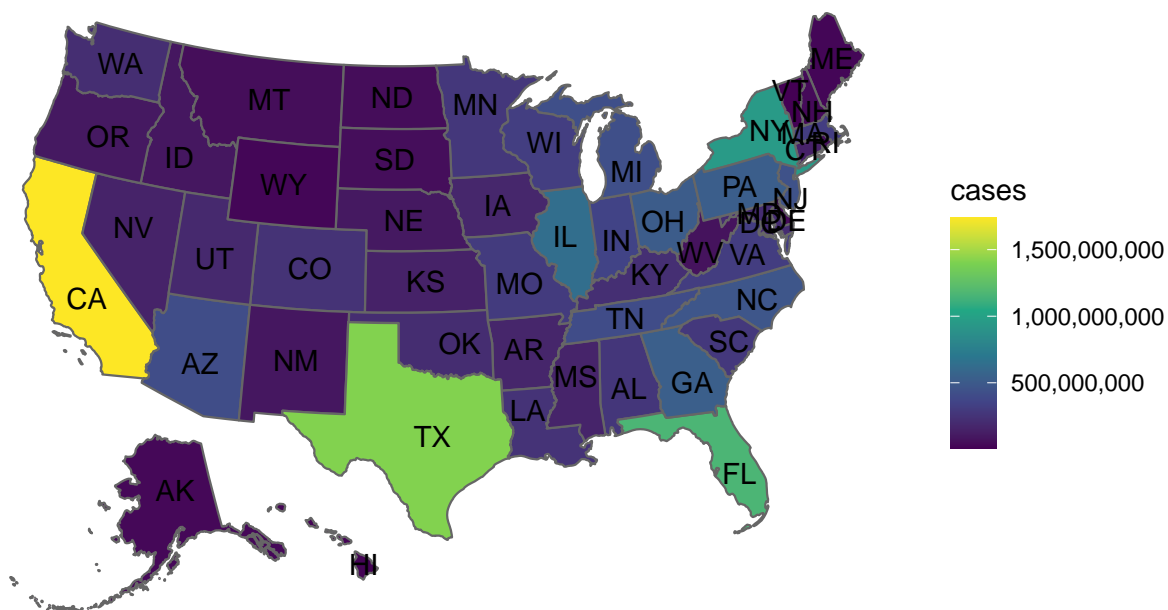 ME
WA
VT
MT
ND
MN
NH
OR
NY
MA
WI
RI
ID
SD
CT
MI
WY
PA
cases
IA
NJ
NE
MD
NV
OH
DC
DE
IL
IN
WV
VA
1,500,000,000
UT
CO
KY
KS
MO
CA
NC
TN
1,000,000,000
OK
SC
AZ
NM
AR
MS
GA
500,000,000
AL
LA
TX
FL
AK
HI